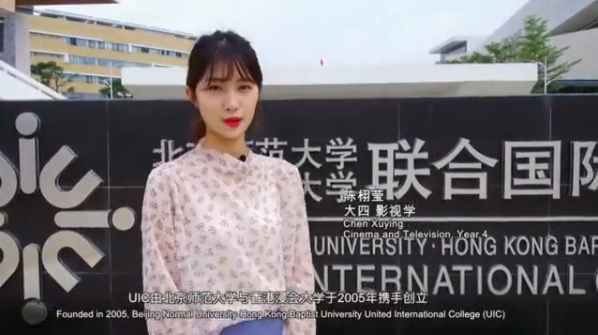 北京师范大学
大学
联合国际
陈栩莹
大四 影视学
Chen Xuying
Cinema and Television, Year 4
UNIVERSITY · HONG KONG BAP
INTERNATIONAL C
UIC由北京师范大学与香港浸会大学于2005年携手创立
Founded in 2005, Beijing Normal University Hong Kong Baptist University United International College (UIC)